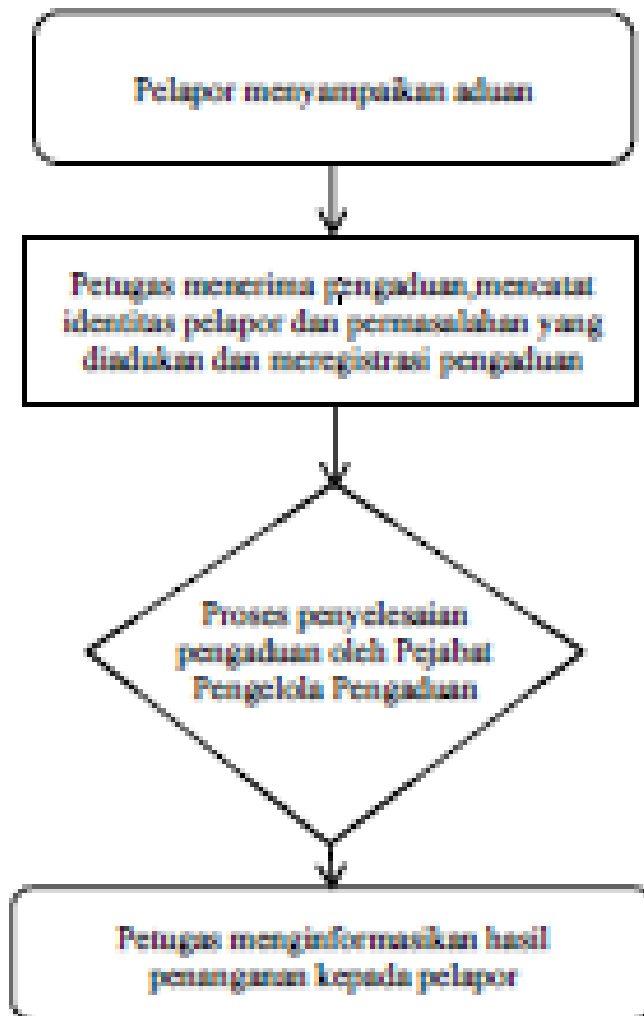 Pelapor menyampaikan aduan
Petugas menerima pengaduan,mencatat
identitas pelapor dan permasalahan yang
diadukan dan meregistrasi pengaduan
Proses penyelesaian
pengaduan oleh Pejabat
Pengelola Pengaduan
Petugas menginformasikan hasil
penanganan kepada pelapor